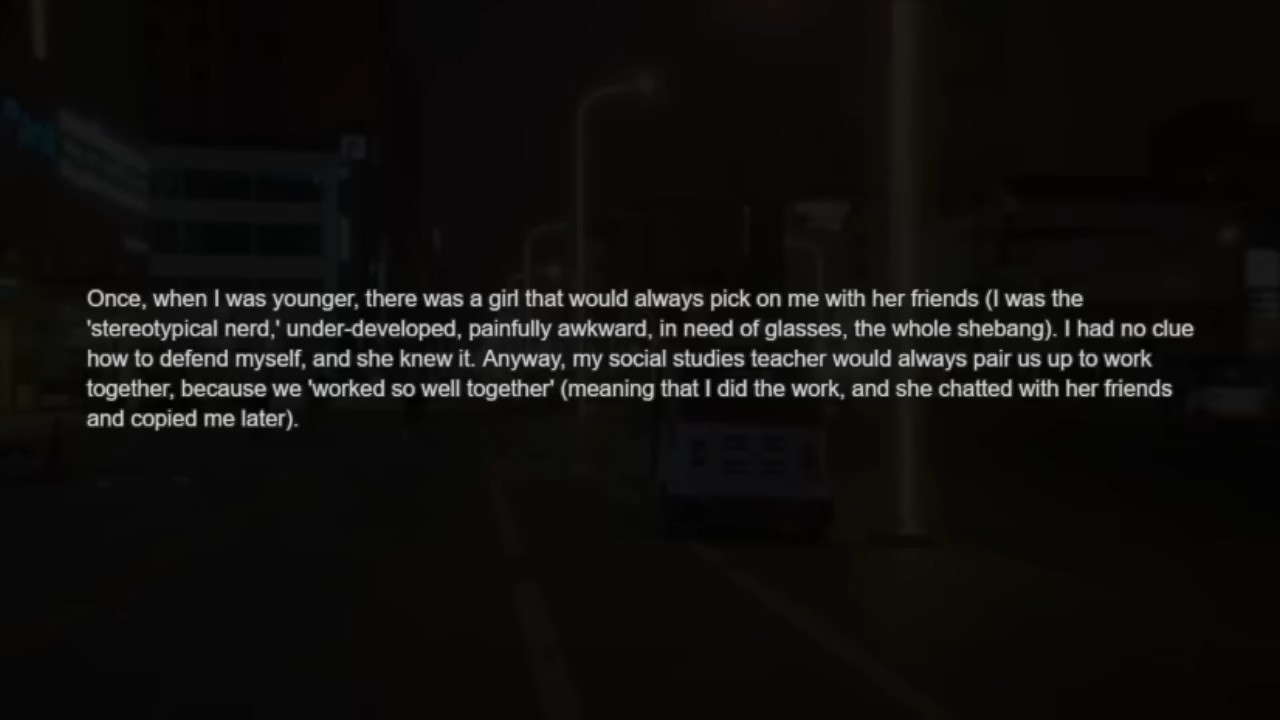 Once, when I was younger, there was a girl that would always pick on me with her friends (I was the
'stereotypical nerd,' under-developed, painfully awkward, in need of glasses, the whole shebang). I had no clue
how to defend myself, and she knew it. Anyway, my social studies teacher would always pair us up to work
together, because we 'worked so well together' (meaning that I did the work, and she chatted with her friends
and copied me later).